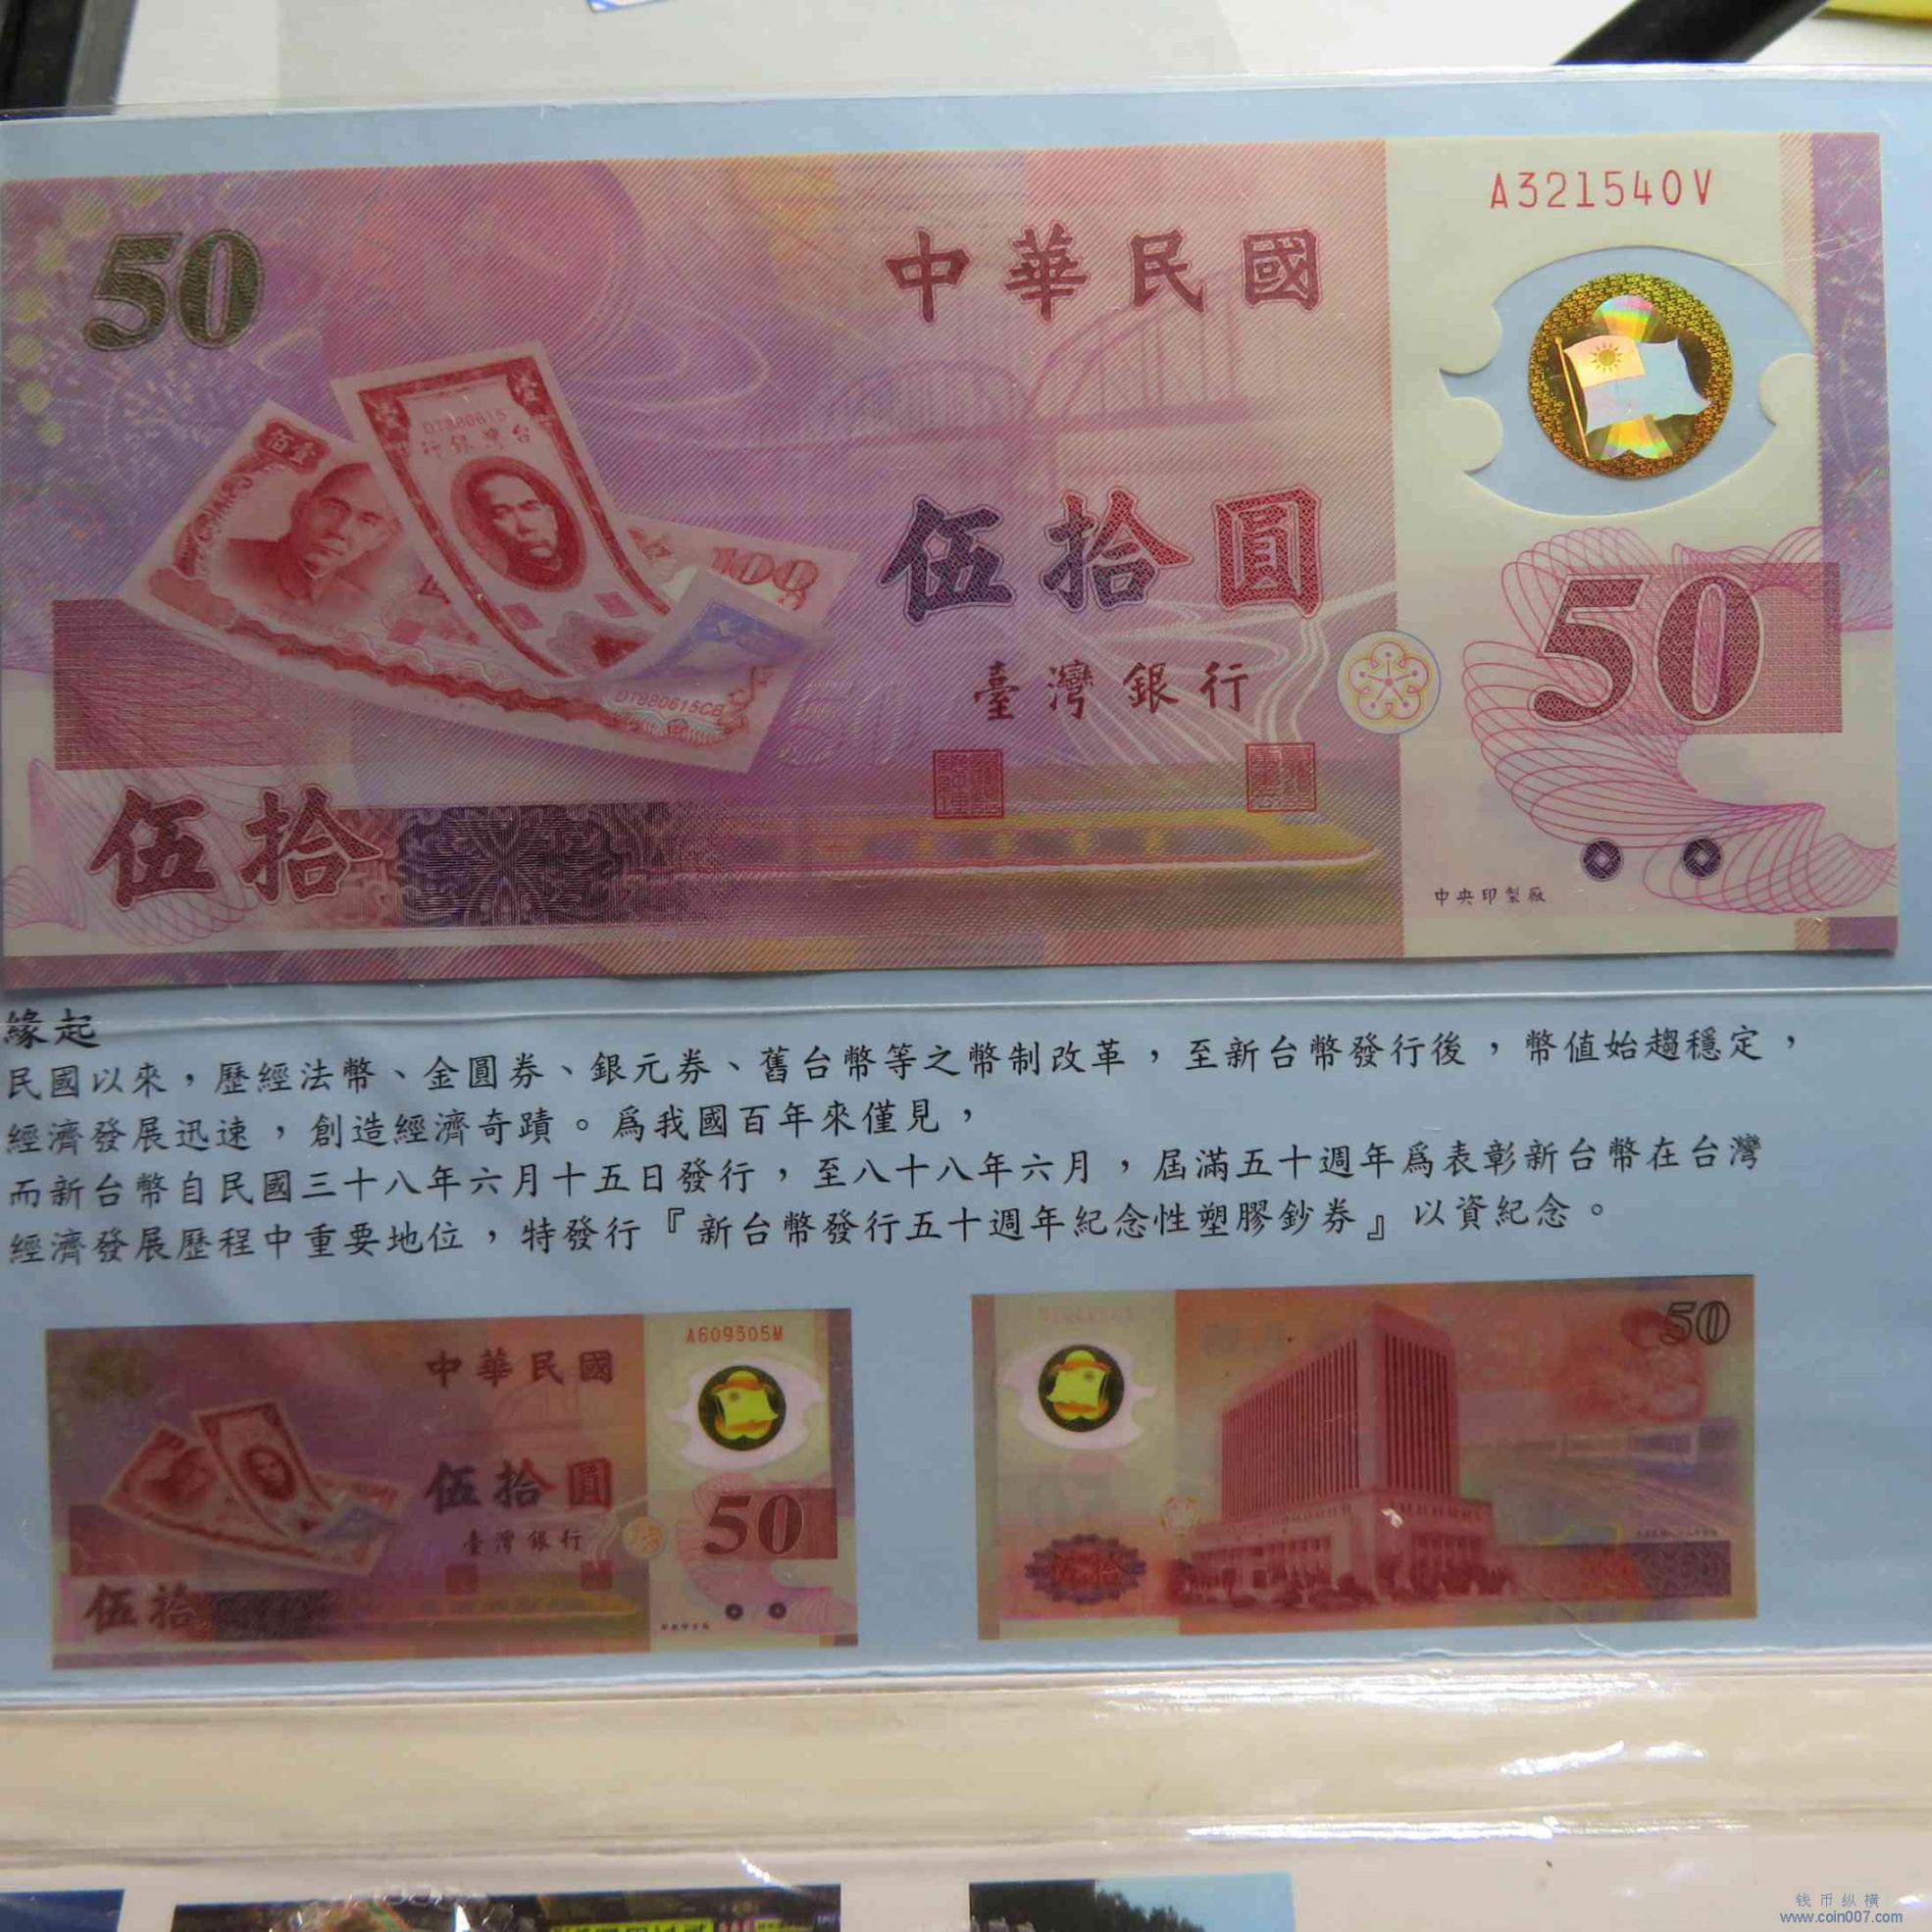 A321540V
50
中華民國
DT880615
台灣銀行
佰壹
100
伍拾圓
50
臺灣銀行
DT880615CB
伍拾
中央印製廠
緣起
民國以來，歷經法幣、金圓券、銀元券、舊台幣等之幣制改革，至新台幣發行後，幣值始趨穩定，
經濟發展迅速，創造經濟奇蹟。爲我國百年來僅見，
而新台幣自民國三十八年六月十五日發行，至八十八年六月，屆滿五十週年爲表彰新台幣在台灣
經濟發展歷程中重要地位，特發行『新台幣發行五十週年紀念性塑膠鈔券』以資紀念。
A609305M
中華民國
伍拾圓
50
臺灣銀行
伍拾
50
伍拾
钱币纵横
www.coin007.com